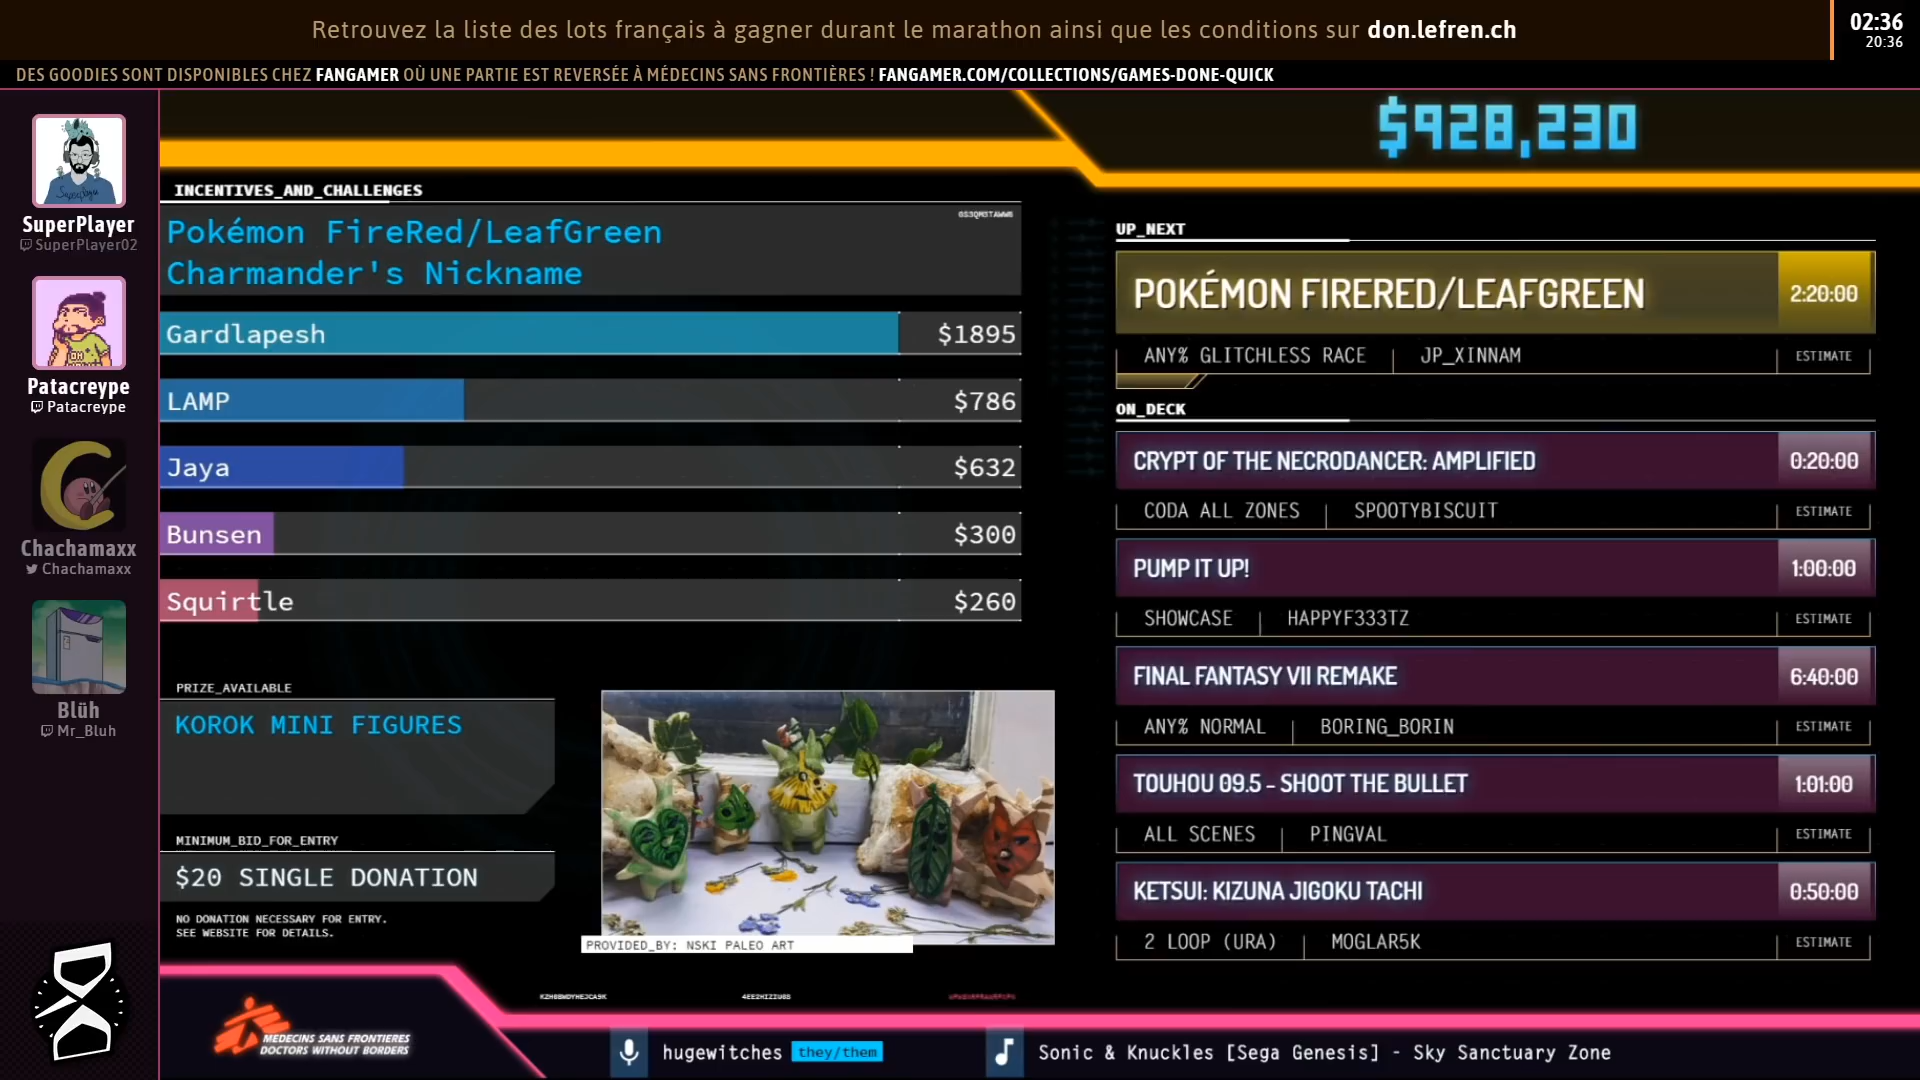 Retrouvez la liste des lots français à gagner durant le marathon ainsi que les conditions sur don.lefren.ch
02:36
20:36
DES GOODIES SONT DISPONIBLES CHEZ FANGAMER OÙ UNE PARTIE EST REVERSÉE À MÉDECINS SANS FRONTIÈRES ! FANGAMER.COM/COLLECTIONS/GAMES-DONE-QUICK
SuperPlayer
SuperPlayer02
Patacreype
Patacreype
Chachamaxx
Chachamaxx
Blüh
Mr_Bluh
$928,230
INCENTIVES_AND_CHALLENGES
Pokémon FireRed/LeafGreen
Charmander's Nickname
Gardlapesh $1895
LAMP $786
Jaya $632
Bunsen $300
Squirtle $260
PRIZE_AVAILABLE
KOROK MINI FIGURES
MINIMUM_BID_FOR_ENTRY
$20 SINGLE DONATION
NO DONATION NECESSARY FOR ENTRY.
SEE WEBSITE FOR DETAILS.
PROVIDED_BY: NSKI PALEO ART
UP_NEXT
POKÉMON FIRERED/LEAFGREEN 2:20:00
ANY% GLITCHLESS RACE JP_XINNAM ESTIMATE
ON_DECK
CRYPT OF THE NECRODANCER: AMPLIFIED 0:20:00
CODA ALL ZONES SPOOTYBISCUIT ESTIMATE
PUMP IT UP! 1:00:00
SHOWCASE HAPPYF333TZ ESTIMATE
FINAL FANTASY VII REMAKE 6:40:00
ANY% NORMAL BORING_BORIN ESTIMATE
TOUHOU 09.5 - SHOOT THE BULLET 1:01:00
ALL SCENES PINGVAL ESTIMATE
KETSUI: KIZUNA JIGOKU TACHI 0:50:00
2 LOOP (URA) MOGLAR5K ESTIMATE
MEDECINS SANS FRONTIERES
DOCTORS WITHOUT BORDERS
hugewitches they/them
Sonic & Knuckles [Sega Genesis] - Sky Sanctuary Zone